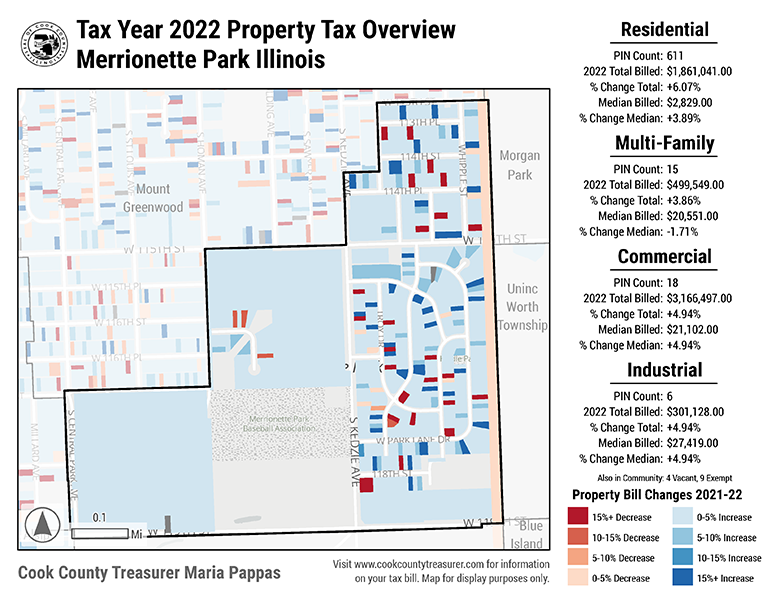 Tax Year 2022 Property Tax Overview
Merrionette Park Illinois
Mount
Greenwood
Morgan
Park
Uninc
Worth
Township
Blue
Island
113TH PL
114TH ST
114TH PL
WHIPPLE ST
W 115TH ST
W 115TH PL
W 116TH ST
W 116TH PL
S CENTRAL PARK AVE
MILLARD AVE
Merrionette Park
Baseball Association
S KEDZIE AVE
W PARK LANE DR
118TH ST
0.1
Mi
Cook County Treasurer Maria Pappas
Visit www.cookcountytreasurer.com for information
on your tax bill. Map for display purposes only.
Residential
PIN Count: 611
2022 Total Billed: $1,861,041.00
% Change Total: +6.07%
Median Billed: $2,829.00
% Change Median: +3.89%
Multi-Family
PIN Count: 15
2022 Total Billed: $499,549.00
% Change Total: +3.86%
Median Billed: $20,551.00
% Change Median: -1.71%
Commercial
PIN Count: 18
2022 Total Billed: $3,166,497.00
% Change Total: +4.94%
Median Billed: $21,102.00
% Change Median: +4.94%
Industrial
PIN Count: 6
2022 Total Billed: $301,128.00
% Change Total: +4.94%
Median Billed: $27,419.00
% Change Median: +4.94%
Also in Community: 4 Vacant, 9 Exempt
Property Bill Changes 2021-22
15%+ Decrease
10-15% Decrease
5-10% Decrease
0-5% Decrease
0-5% Increase
5-10% Increase
10-15% Increase
15%+ Increase